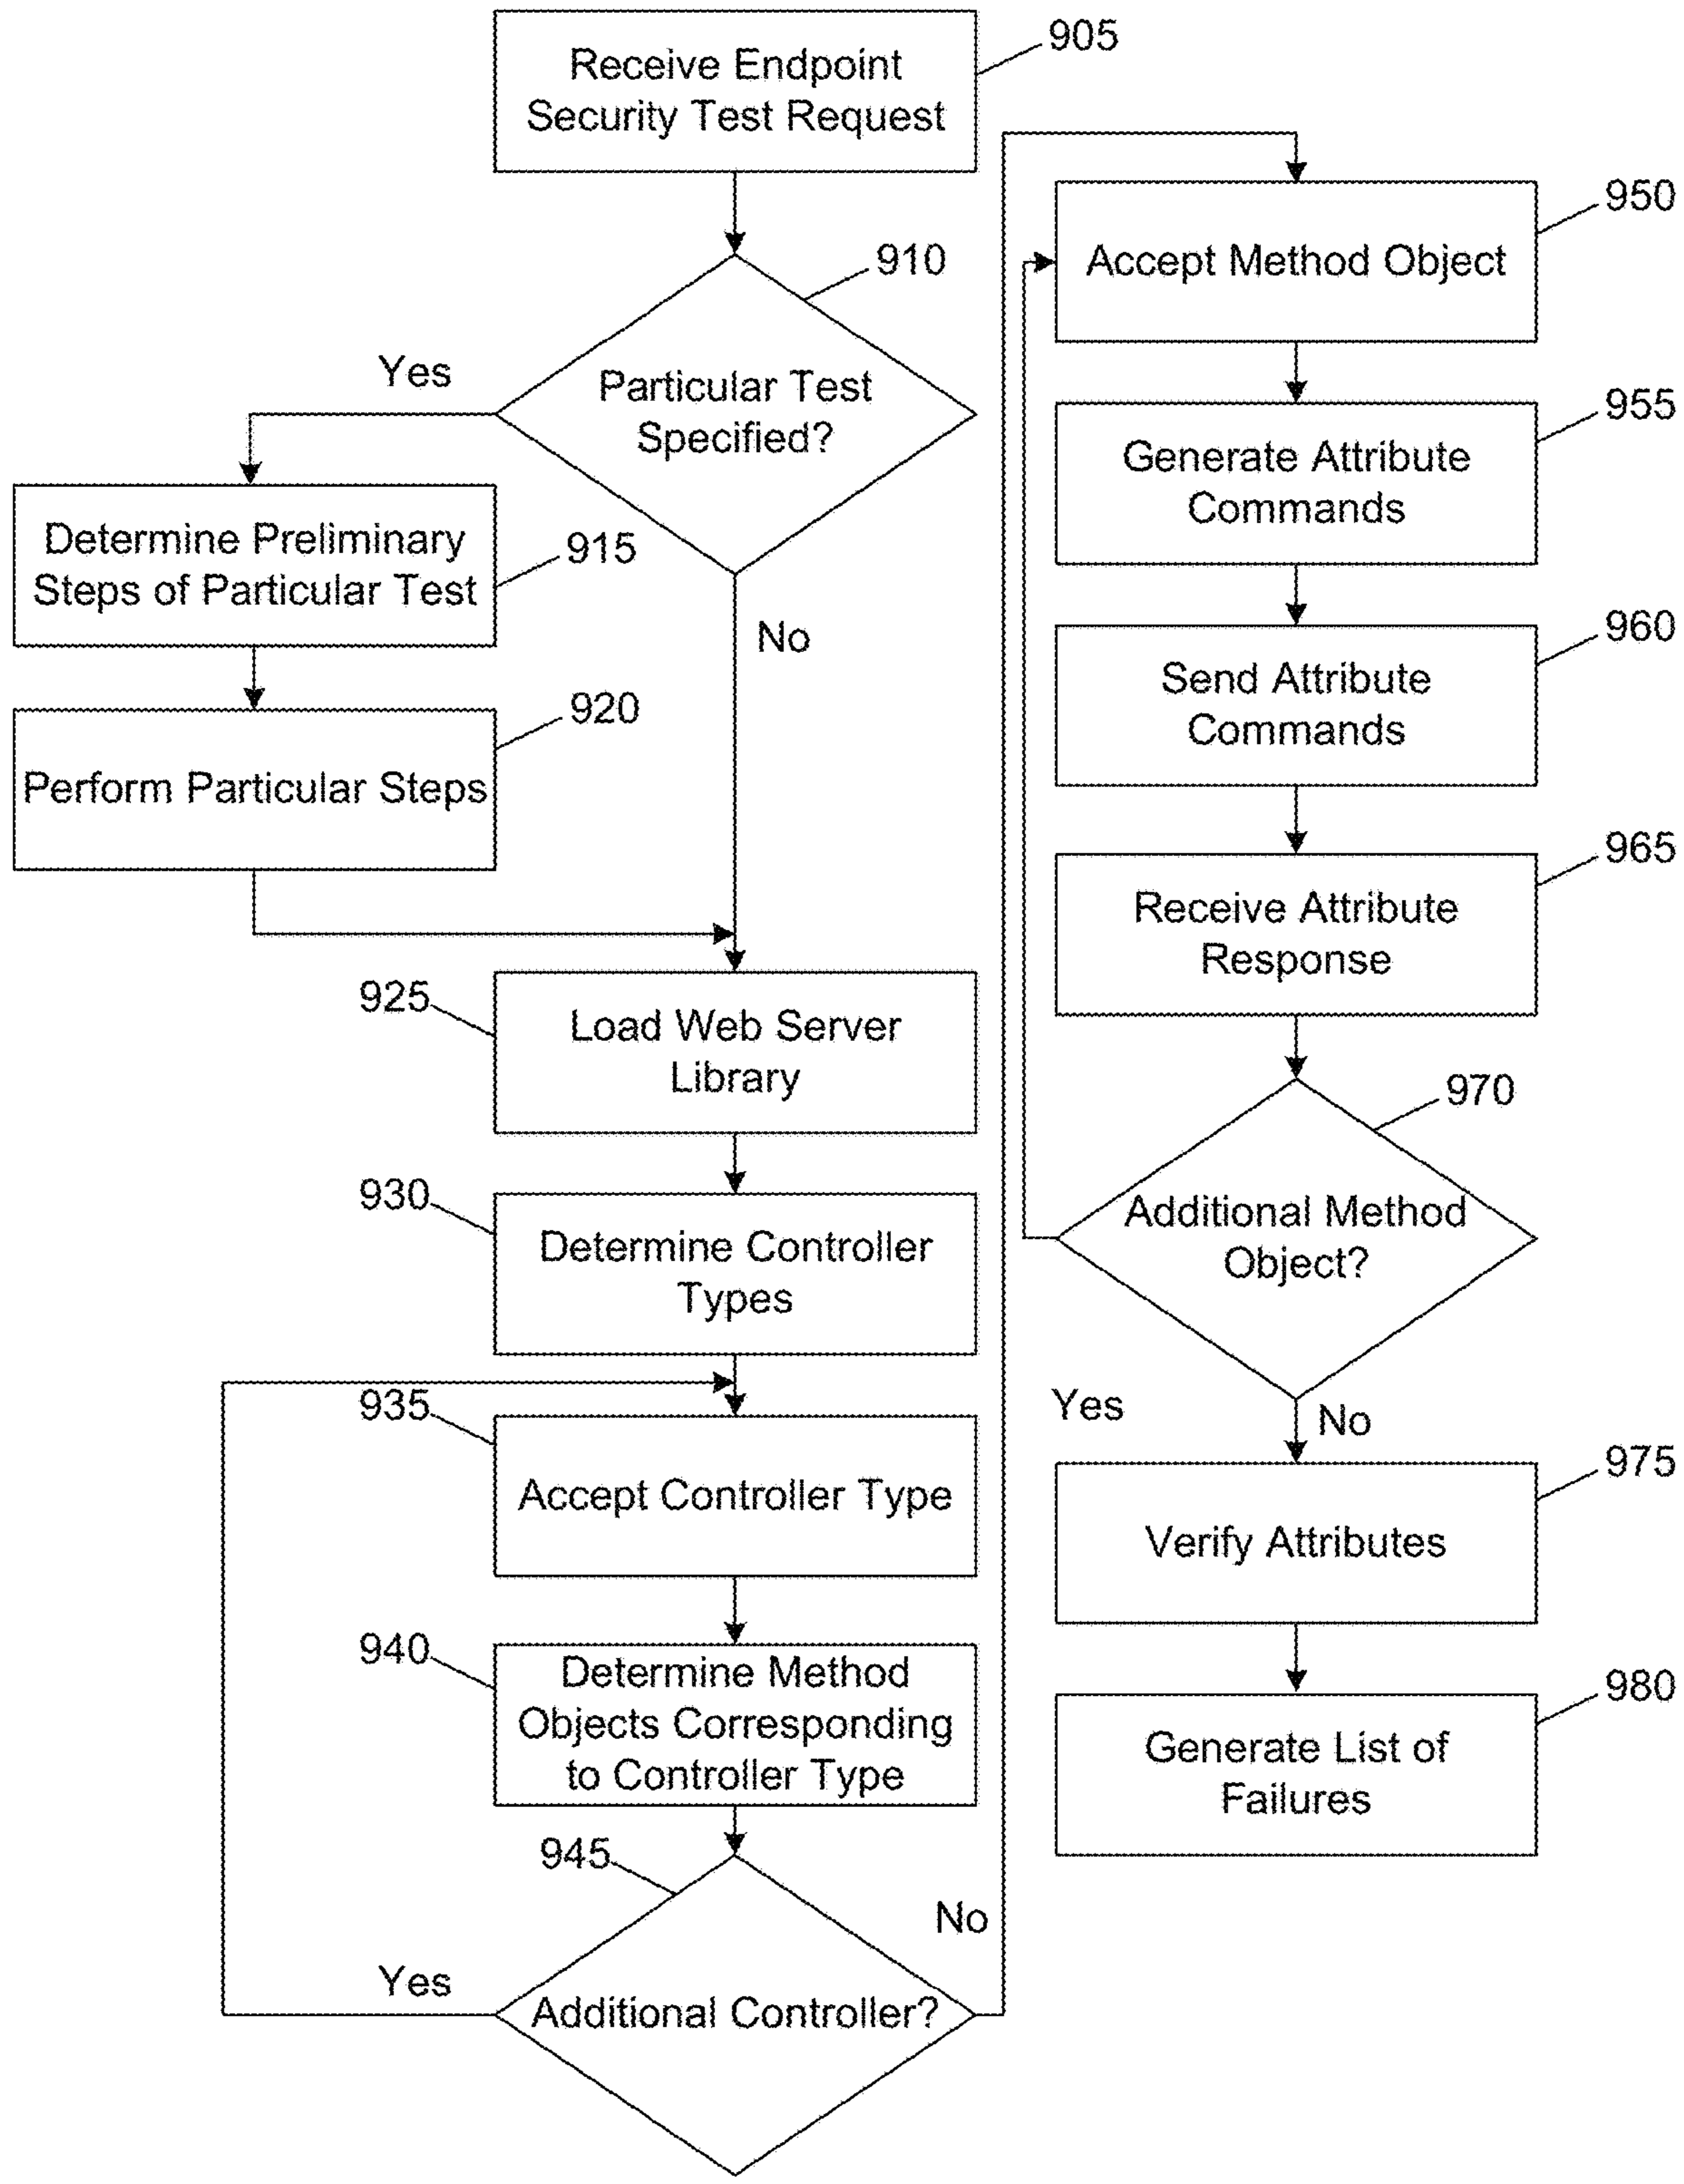 Receive Endpoint
Security Test Request
905
910
Particular Test
Specified?
Yes
No
Determine Preliminary
Steps of Particular Test
915
Perform Particular Steps
920
925
Load Web Server
Library
930
Determine Controller
Types
935
Accept Controller Type
940
Determine Method
Objects Corresponding
to Controller Type
945
Additional Controller?
Yes
No
950
Accept Method Object
955
Generate Attribute
Commands
960
Send Attribute
Commands
965
Receive Attribute
Response
970
Additional Method
Object?
Yes
No
975
Verify Attributes
980
Generate List of
Failures